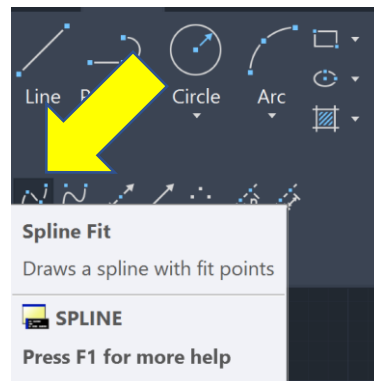 Line
Circle
Arc
Spline Fit
Draws a spline with fit points
SPLINE
Press F1 for more help